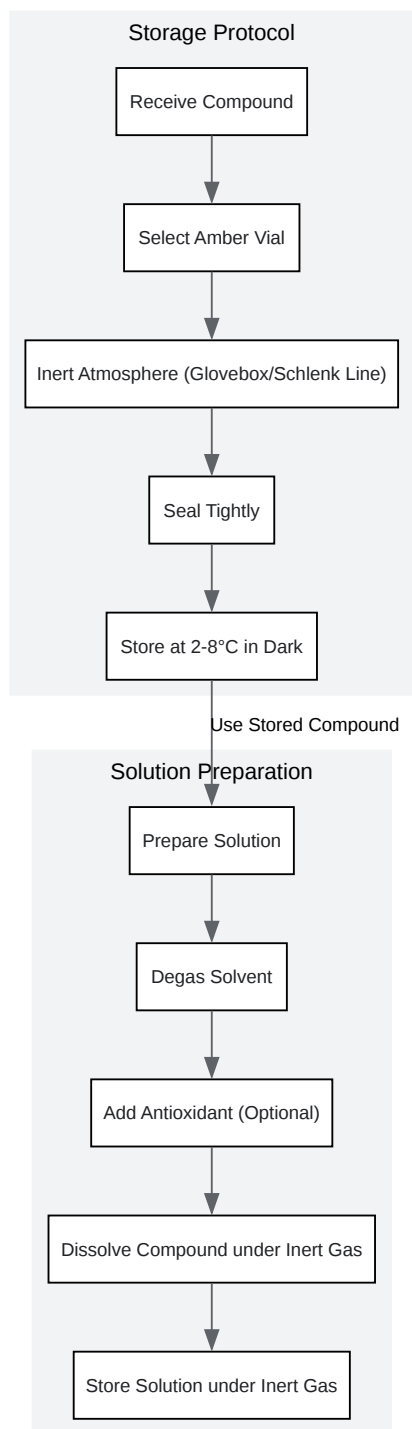 Storage Protocol
Receive Compound
Select Amber Vial
Inert Atmosphere (Glovebox/Schlenk Line)
Seal Tightly
Store at 2-8°C in Dark
Use Stored Compound
Solution Preparation
Prepare Solution
Degas Solvent
Add Antioxidant (Optional)
Dissolve Compound under Inert Gas
Store Solution under Inert Gas